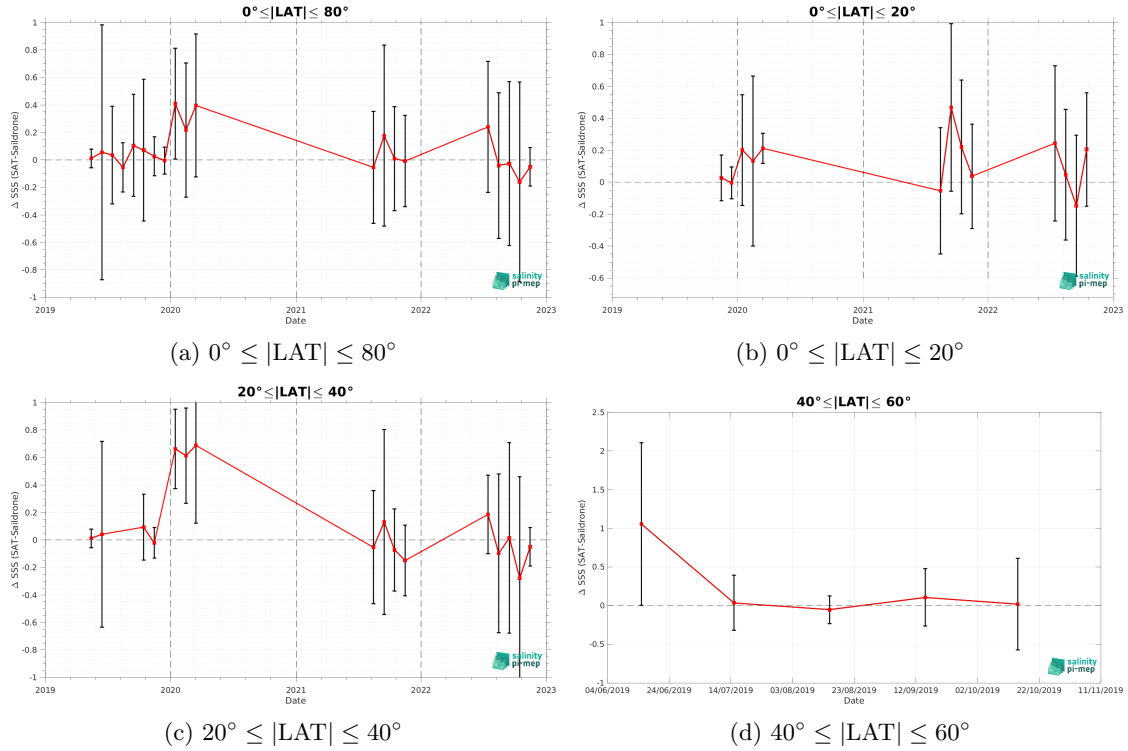 0°≤|LAT|≤ 80°
1
0.8
0.6
0.4
0.2
0
-0.2
-0.4
-0.6
-0.8
-1
Δ SSS (SAT-Saildrone)
2019
2020
2021
2022
2023
Date
salinity
pi-mep
(a) 0° ≤ |LAT| ≤ 80°
0°≤|LAT|≤ 20°
1
0.8
0.6
0.4
0.2
0
-0.2
-0.4
-0.6
Δ SSS (SAT-Saildrone)
2019
2020
2021
2022
2023
Date
salinity
pi-mep
(b) 0° ≤ |LAT| ≤ 20°
20°≤|LAT|≤ 40°
1
0.8
0.6
0.4
0.2
0
-0.2
-0.4
-0.6
-0.8
-1
Δ SSS (SAT-Saildrone)
2019
2020
2021
2022
2023
Date
salinity
pi-mep
(c) 20° ≤ |LAT| ≤ 40°
40°≤|LAT|≤ 60°
2.5
2
1.5
1
0.5
0
-0.5
-1
Δ SSS (SAT-Saildrone)
04/06/2019
24/06/2019
14/07/2019
03/08/2019
23/08/2019
12/09/2019
02/10/2019
22/10/2019
11/11/2019
Date
salinity
pi-mep
(d) 40° ≤ |LAT| ≤ 60°